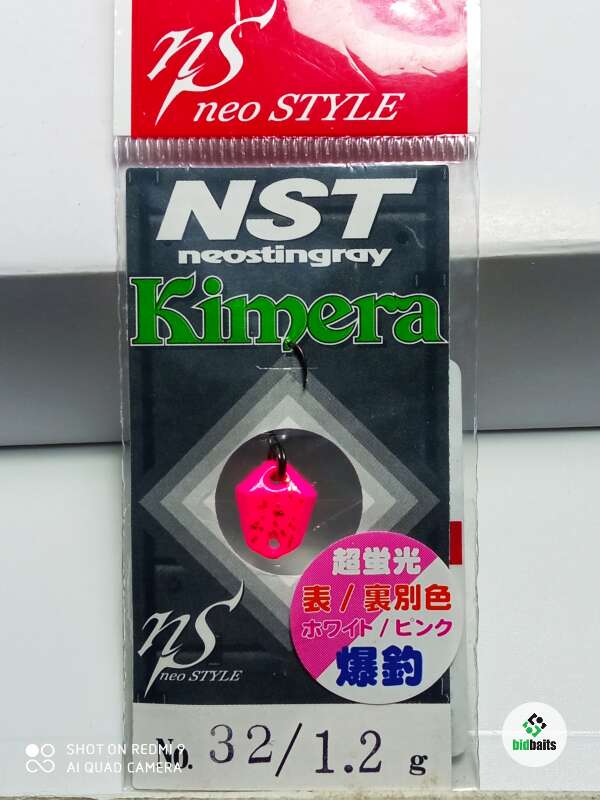 ns
neo STYLE
NST
neostingray
Kimera
超蛍光
表/裏別色
ホワイト/ピンク
爆釣
ns
neo STYLE
No. 32/1.2 g
SHOT ON REDMI 9
AI QUAD CAMERA
bidbaits